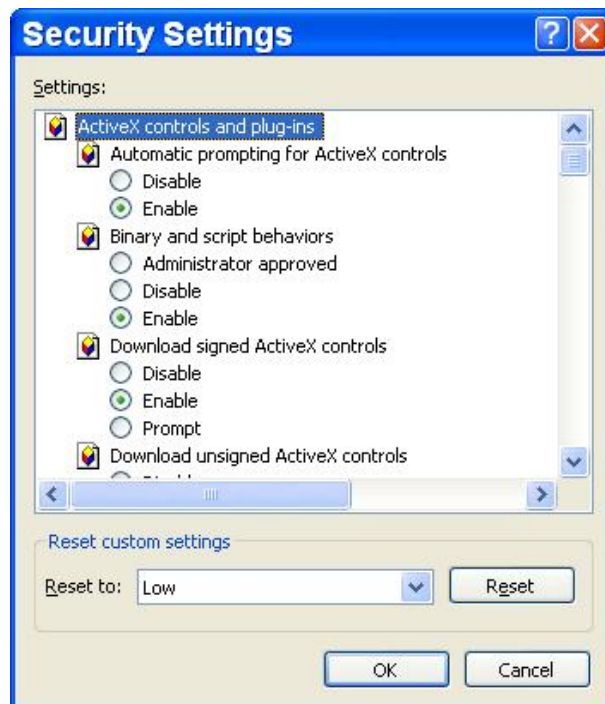 Security Settings
Settings:
ActiveX controls and plug-ins
Automatic prompting for ActiveX controls
Disable
Enable
Binary and script behaviors
Administrator approved
Disable
Enable
Download signed ActiveX controls
Disable
Enable
Prompt
Download unsigned ActiveX controls
Reset custom settings
Reset to: Low Reset
OK Cancel